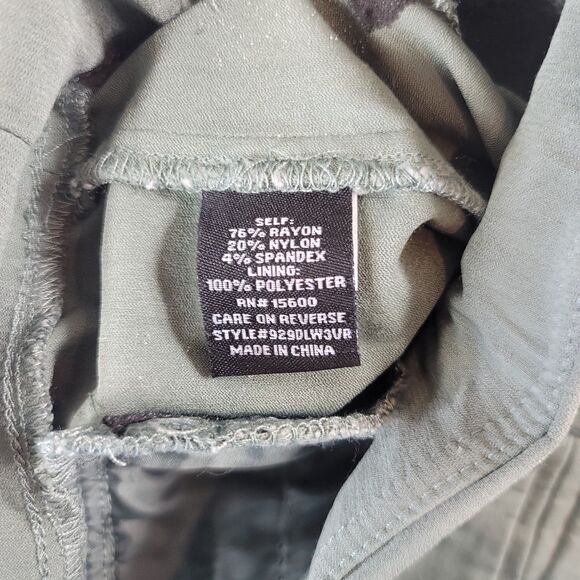 SELF:
76% RAYON
20% NYLON
4% SPANDEX
LINING:
100% POLYESTER
RN# 15600
CARE ON REVERSE
STYLE#929DLW3VR
MADE IN CHINA